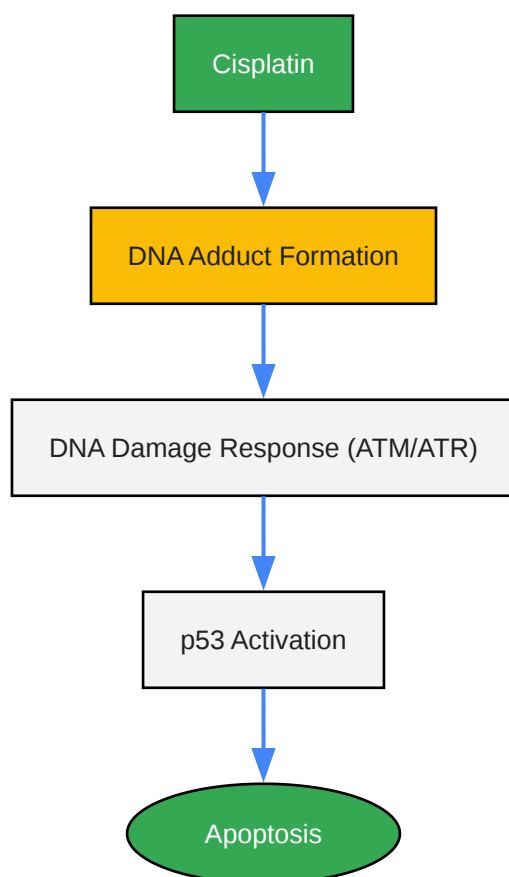 Cisplatin
DNA Adduct Formation
DNA Damage Response (ATM/ATR)
p53 Activation
Apoptosis